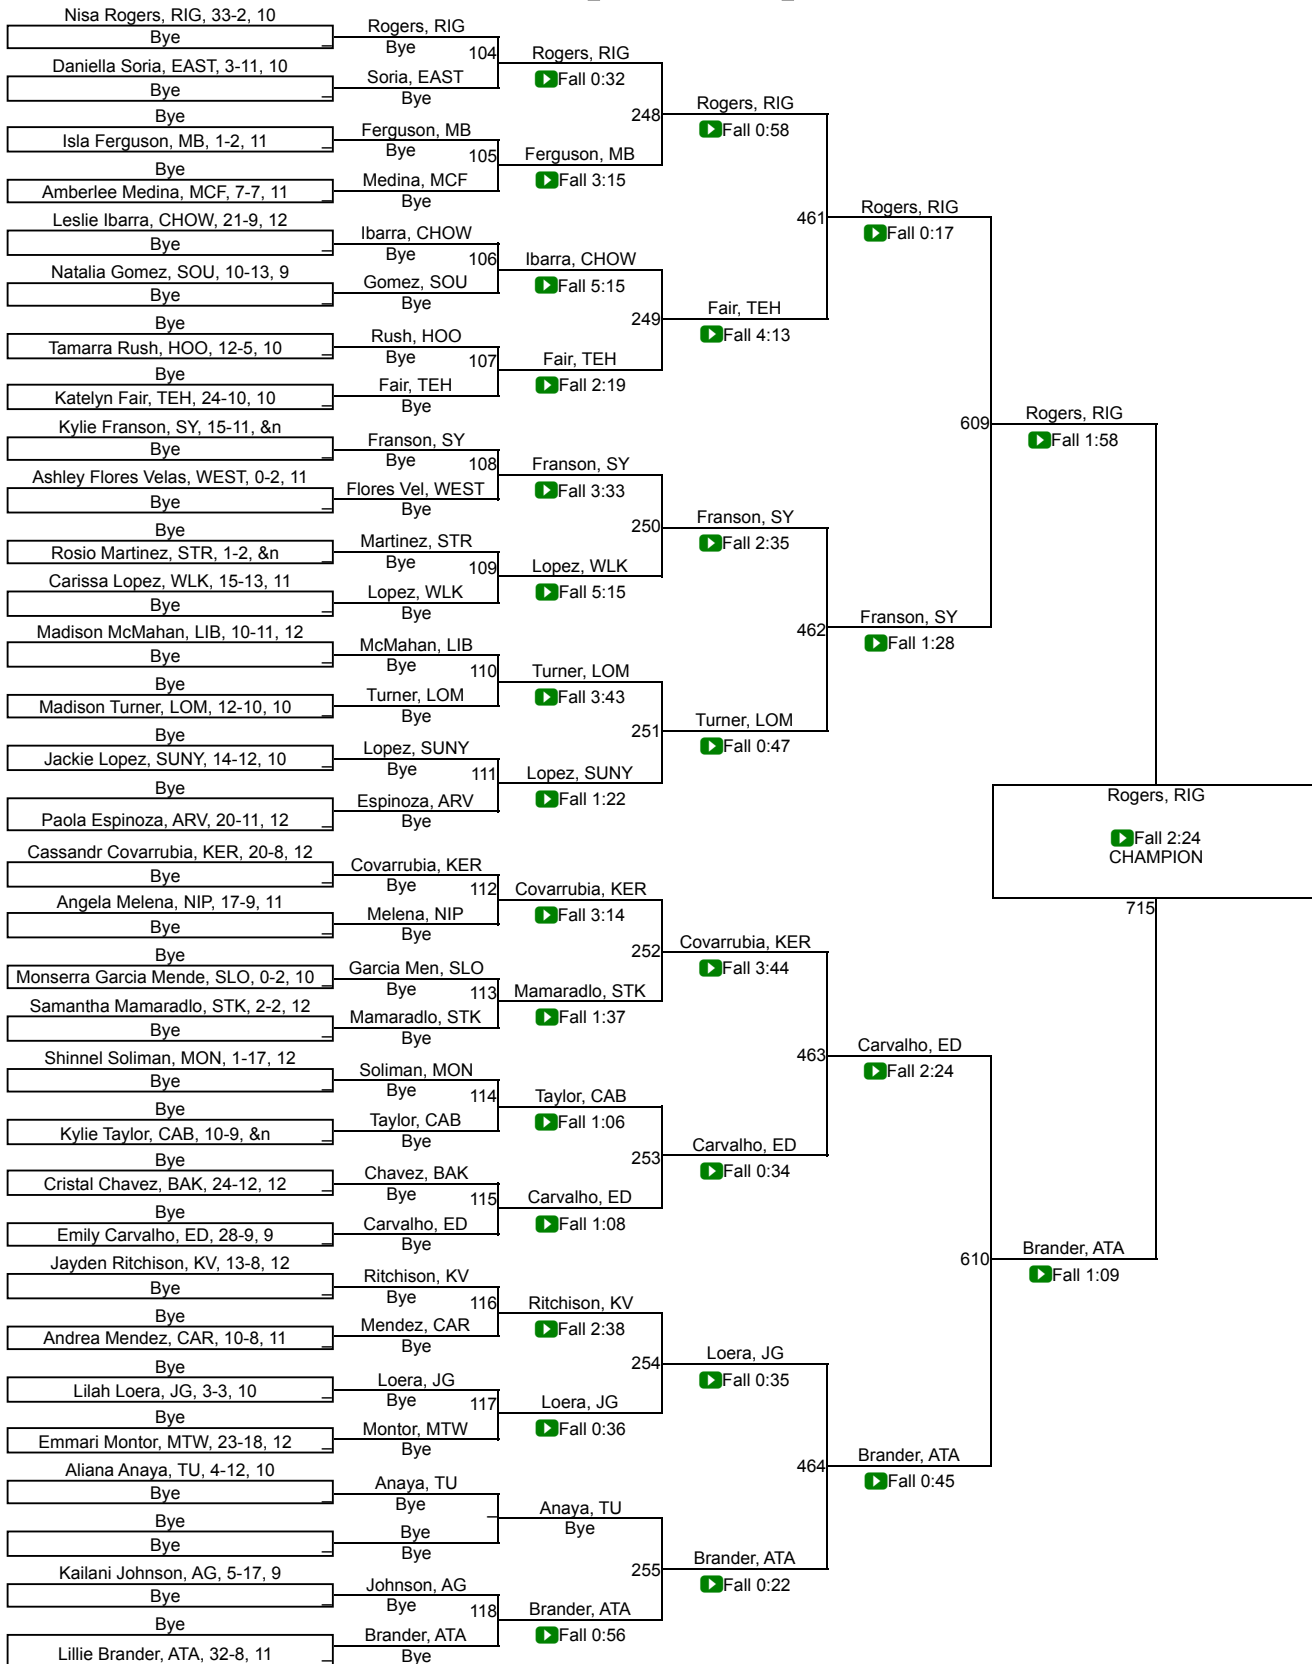 Nisa Rogers, RIG, 33-2, 10
Bye
Daniella Soria, EAST, 3-11, 10
Bye
Bye
Isla Ferguson, MB, 1-2, 11
Bye
Amberlee Medina, MCF, 7-7, 11
Leslie Ibarra, CHOW, 21-9, 12
Bye
Natalia Gomez, SOU, 10-13, 9
Bye
Bye
Tamarra Rush, HOO, 12-5, 10
Bye
Katelyn Fair, TEH, 24-10, 10
Kylie Franson, SY, 15-11, &n
Bye
Ashley Flores Velas, WEST, 0-2, 11
Bye
Bye
Rosio Martinez, STR, 1-2, &n
Carissa Lopez, WLK, 15-13, 11
Bye
Madison McMahan, LIB, 10-11, 12
Bye
Bye
Madison Turner, LOM, 12-10, 10
Bye
Jackie Lopez, SUNY, 14-12, 10
Bye
Paola Espinoza, ARV, 20-11, 12
Cassandr Covarrubia, KER, 20-8, 12
Bye
Angela Melena, NIP, 17-9, 11
Bye
Bye
Monserra Garcia Mende, SLO, 0-2, 10
Samantha Mamaradlo, STK, 2-2, 12
Bye
Shinnel Soliman, MON, 1-17, 12
Bye
Bye
Kylie Taylor, CAB, 10-9, &n
Bye
Cristal Chavez, BAK, 24-12, 12
Bye
Emily Carvalho, ED, 28-9, 9
Jayden Ritchison, KV, 13-8, 12
Bye
Bye
Andrea Mendez, CAR, 10-8, 11
Bye
Lilah Loera, JG, 3-3, 10
Bye
Emmari Montor, MTW, 23-18, 12
Aliana Anaya, TU, 4-12, 10
Bye
Bye
Bye
Kailani Johnson, AG, 5-17, 9
Bye
Bye
Lillie Brander, ATA, 32-8, 11
Rogers, RIG
Bye 104
Soria, EAST
Bye
Ferguson, MB
Bye 105
Medina, MCF
Bye
Ibarra, CHOW
Bye 106
Gomez, SOU
Bye
Rush, HOO
Bye 107
Fair, TEH
Bye
Franson, SY
Bye 108
Flores Vel, WEST
Bye
Martinez, STR
Bye 109
Lopez, WLK
Bye
McMahan, LIB
Bye 110
Turner, LOM
Bye
Lopez, SUNY
Bye 111
Espinoza, ARV
Bye
Covarrubia, KER
Bye 112
Melena, NIP
Bye
Garcia Men, SLO
Bye 113
Mamaradlo, STK
Bye
Soliman, MON
Bye 114
Taylor, CAB
Bye
Chavez, BAK
Bye 115
Carvalho, ED
Bye
Ritchison, KV
Bye 116
Mendez, CAR
Bye
Loera, JG
Bye 117
Montor, MTW
Bye
Anaya, TU
Bye
Bye
Bye
Johnson, AG
Bye 118
Brander, ATA
Bye
Rogers, RIG
Fall 0:32
248
Ferguson, MB
Fall 3:15
Ibarra, CHOW
Fall 5:15
249
Fair, TEH
Fall 2:19
Franson, SY
Fall 3:33
250
Lopez, WLK
Fall 5:15
Turner, LOM
Fall 3:43
251
Lopez, SUNY
Fall 1:22
Covarrubia, KER
Fall 3:14
252
Mamaradlo, STK
Fall 1:37
Taylor, CAB
Fall 1:06
253
Carvalho, ED
Fall 1:08
Ritchison, KV
Fall 2:38
254
Loera, JG
Fall 0:36
Anaya, TU
Bye
255
Brander, ATA
Fall 0:56
Rogers, RIG
Fall 0:58
461
Fair, TEH
Fall 4:13
Franson, SY
Fall 2:35
462
Turner, LOM
Fall 0:47
Covarrubia, KER
Fall 3:44
463
Carvalho, ED
Fall 0:34
Loera, JG
Fall 0:35
464
Brander, ATA
Fall 0:22
Rogers, RIG
Fall 0:17
609
Franson, SY
Fall 1:28
Carvalho, ED
Fall 2:24
610
Brander, ATA
Fall 0:45
Rogers, RIG
Fall 1:58
Brander, ATA
Fall 1:09
Rogers, RIG
Fall 2:24
CHAMPION
715